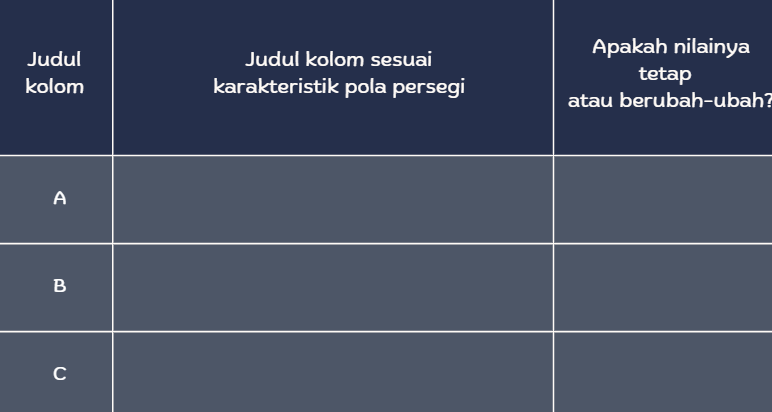 Judul
kolom
Judul kolom sesuai
karakteristik pola persegi
Apakah nilainya
tetap
atau berubah-ubah?
A
B
C